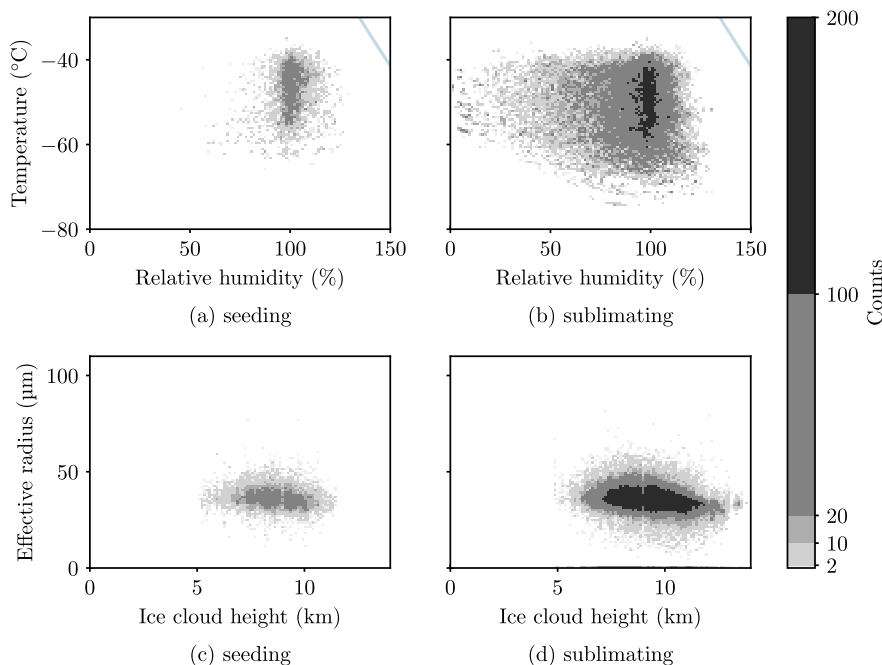 −40
−60
−80
Temperature (°C)
0
50
100
150
Relative humidity (%)
(a) seeding
0
50
100
150
Relative humidity (%)
(b) sublimating
200
100
20
10
2
Counts
100
50
0
Effective radius (µm)
0
5
10
Ice cloud height (km)
(c) seeding
0
5
10
Ice cloud height (km)
(d) sublimating